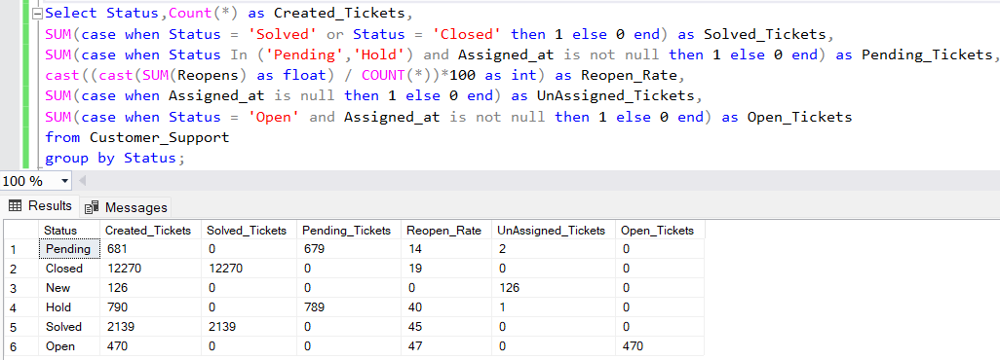 Select Status,Count(*) as Created_Tickets,
SUM(case when Status = 'Solved' or Status = 'Closed' then 1 else 0 end) as Solved_Tickets,
SUM(case when Status In ('Pending','Hold') and Assigned_at is not null then 1 else 0 end) as Pending_Tickets,
cast((cast(SUM(Reopens) as float) / COUNT(*))*100 as int) as Reopen_Rate,
SUM(case when Assigned_at is null then 1 else 0 end) as UnAssigned_Tickets,
SUM(case when Status = 'Open' and Assigned_at is not null then 1 else 0 end) as Open_Tickets
from Customer_Support
group by Status;
100 %
Results Messages
Status Created_Tickets Solved_Tickets Pending_Tickets Reopen_Rate UnAssigned_Tickets Open_Tickets
1 Pending 681 0 679 14 2 0
2 Closed 12270 12270 0 19 0 0
3 New 126 0 0 0 126 0
4 Hold 790 0 789 40 1 0
5 Solved 2139 2139 0 45 0 0
6 Open 470 0 0 47 0 470